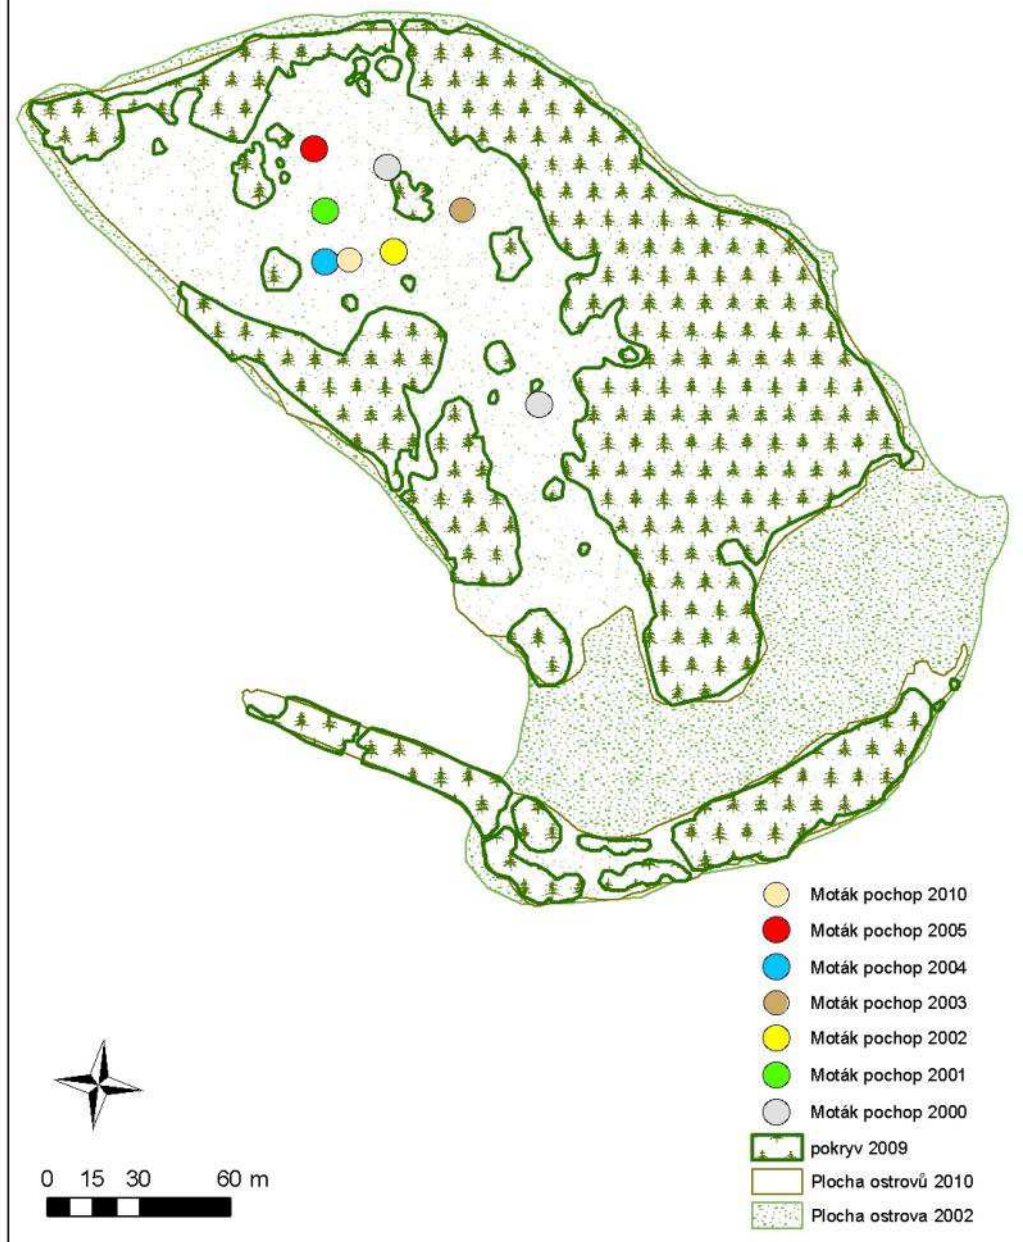 Moták pochop 2010
Moták pochop 2005
Moták pochop 2004
Moták pochop 2003
Moták pochop 2002
Moták pochop 2001
Moták pochop 2000
pokryv 2009
Plocha ostrovů 2010
Plocha ostrova 2002
0 15 30 60 m